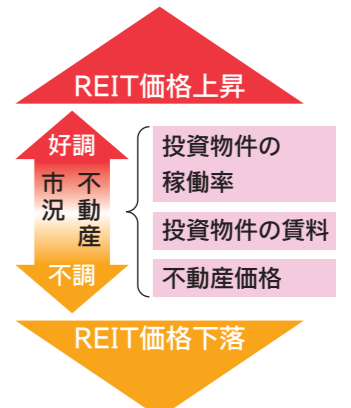 REIT価格上昇
好調
不動産
市況
不調
投資物件の
稼働率
投資物件の賃料
不動産価格
REIT価格下落